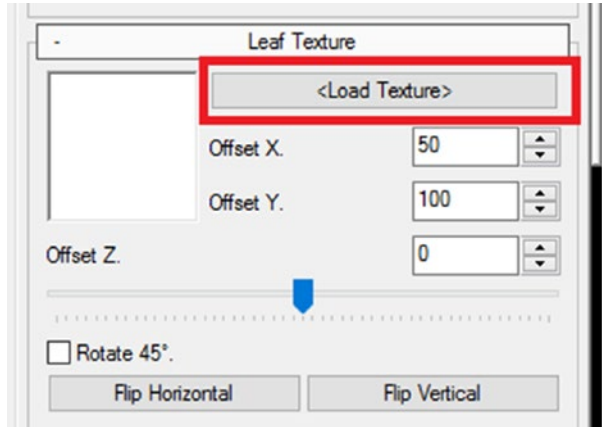 - Leaf Texture
<Load Texture>
Offset X. 50
Offset Y. 100
Offset Z. 0
Rotate 45°.
Flip Horizontal Flip Vertical